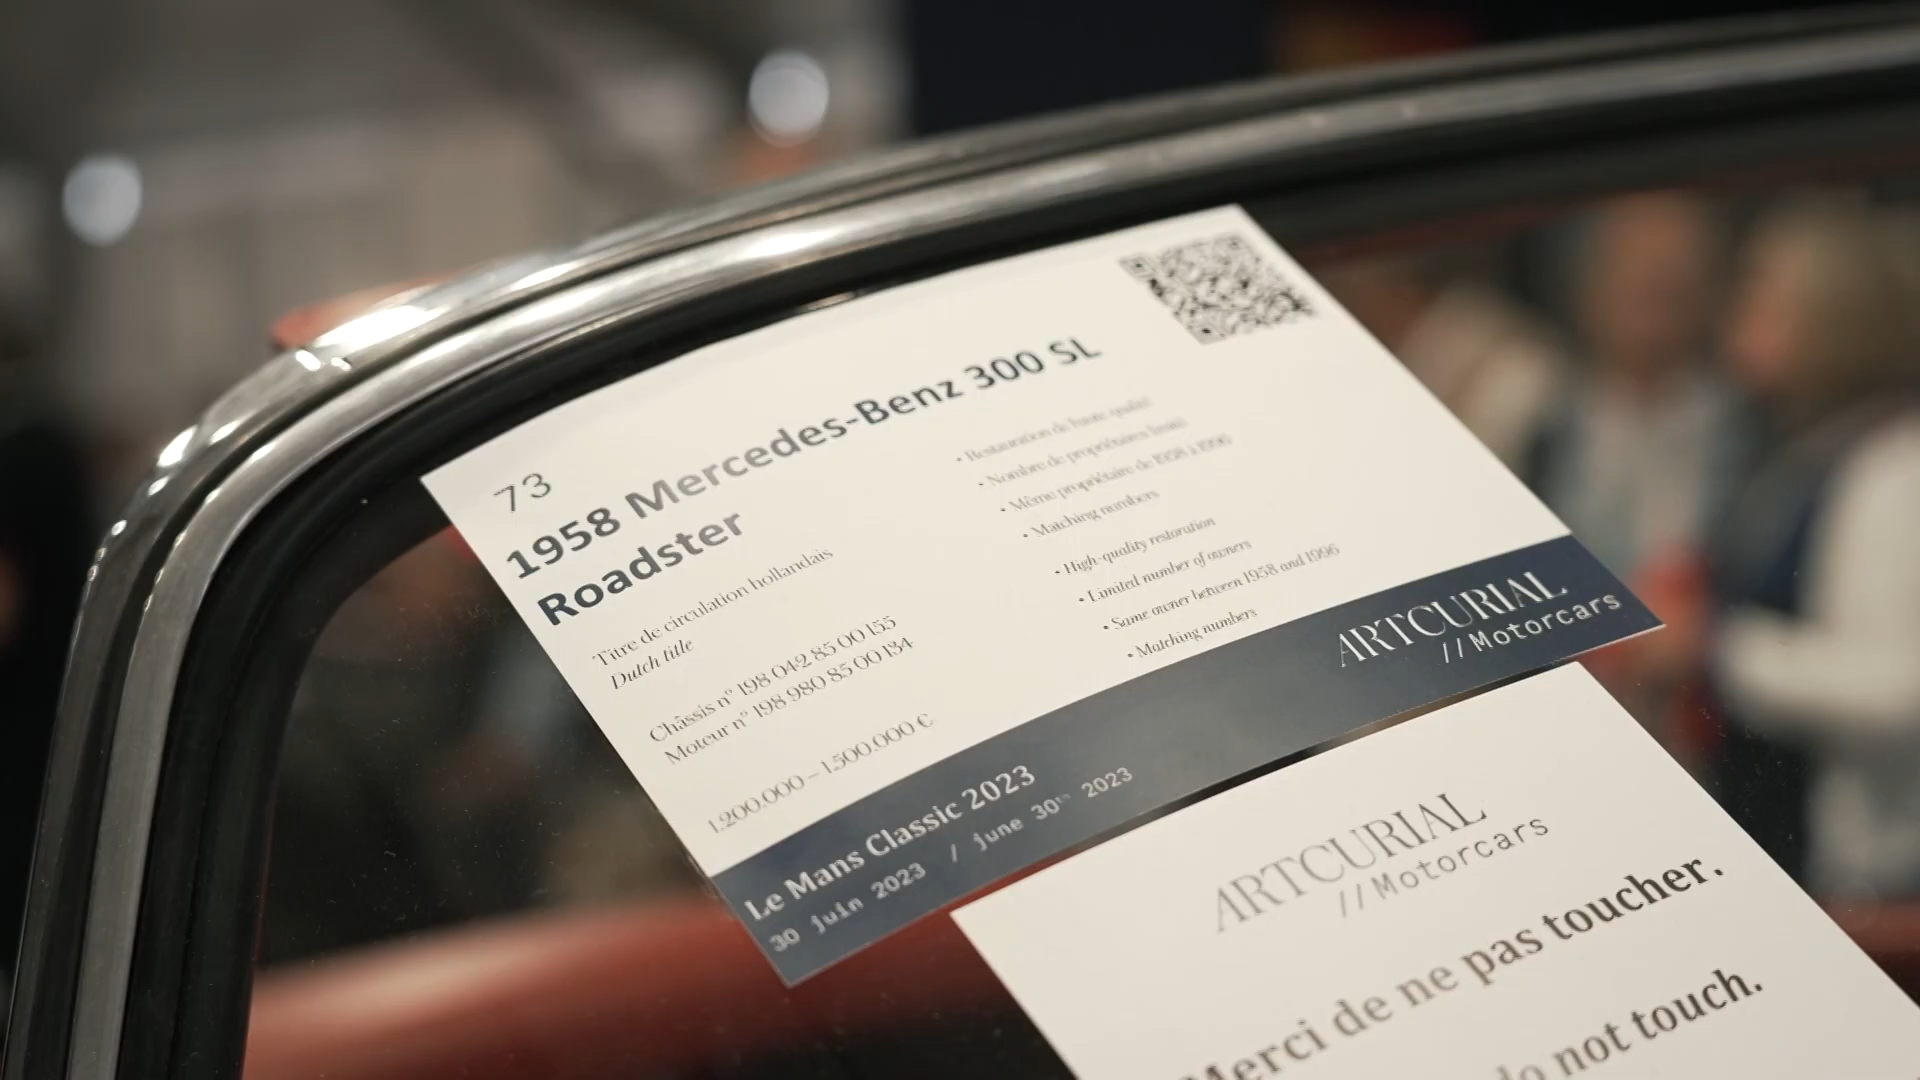 73
1958 Mercedes-Benz 300 SL
Roadster
Titre de circulation hollandais
Dutch title
Châssis n° 198 042 85 00 155
Moteur n° 198 980 85 00 134
1.200.000 – 1.500.000 €
• Restauration de haute qualité
• Nombre de propriétaires limité
• Même propriétaire de 1958 à 1996
• Matching numbers
• High-quality restoration
• Limited number of owners
• Same owner between 1958 and 1996
• Matching numbers
Le Mans Classic 2023
30 juin 2023 / june 30th 2023
ARTCURIAL
//Motorcars
ARTCURIAL
//Motorcars
Merci de ne pas toucher.
do not touch.